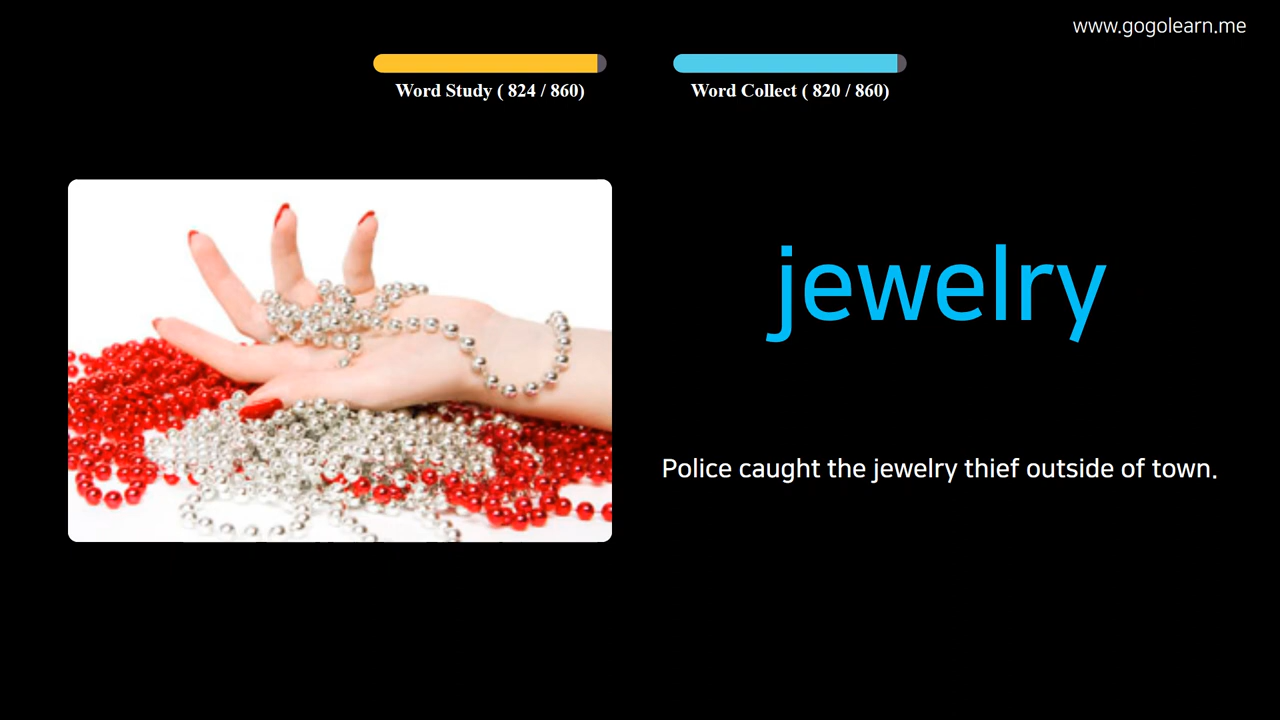 www.gogolearn.me
Word Study ( 824 / 860)
Word Collect ( 820 / 860)
jewelry
Police caught the jewelry thief outside of town.